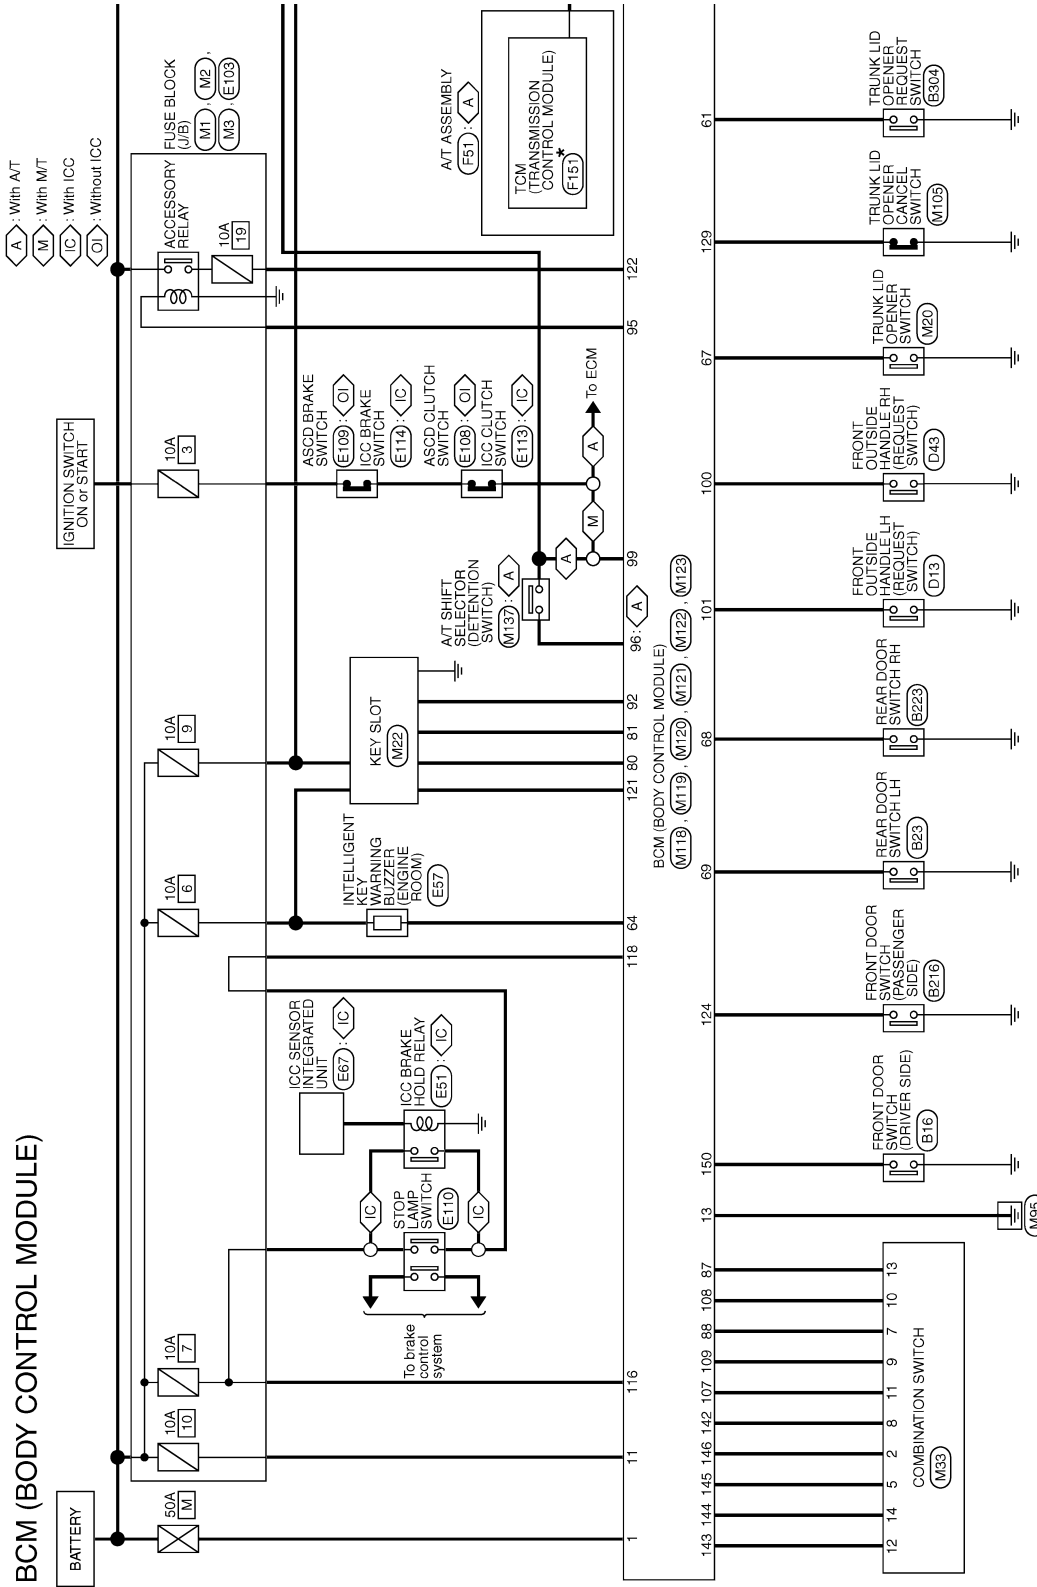 BCM (BODY CONTROL MODULE)
BATTERY
IGNITION SWITCH
ON or START
A : With A/T
M : With M/T
IC : With ICC
OI : Without ICC
50A
M
10A
10
10A
7
10A
6
10A
9
10A
3
ACCESSORY
RELAY
10A
19
FUSE BLOCK
(J/B)
M1 , M2 ,
M3 , E103
To brake
control
system
STOP
LAMP
SWITCH
E110
IC
IC
ICC SENSOR
INTEGRATED
UNIT
E67 : IC
ICC BRAKE
HOLD RELAY
E51 : IC
INTELLIGENT
KEY
WARNING
BUZZER
(ENGINE
ROOM)
E57
KEY SLOT
M22
A/T SHIFT
SELECTOR
(DETENTION
SWITCH)
M137 : A
ASCD BRAKE
SWITCH
E109 : OI
ICC BRAKE
SWITCH
E114 : IC
ASCD CLUTCH
SWITCH
E108 : OI
ICC CLUTCH
SWITCH
E113 : IC
A
M
A
To ECM
A/T ASSEMBLY
F51 : A
TCM
(TRANSMISSION
CONTROL MODULE)
F151 *
1
11
116
118
64
121
80
81
92
96 : A
99
95
122
BCM (BODY CONTROL MODULE)
M118 , M119 , M120 , M121 , M122 , M123
143
144
145
146
142
107
109
88
108
87
13
150
124
69
68
101
100
67
129
61
12
14
5
2
8
11
9
7
10
13
COMBINATION SWITCH
M33
M95
FRONT DOOR
SWITCH
(DRIVER SIDE)
B16
FRONT DOOR
SWITCH
(PASSENGER
SIDE)
B216
REAR DOOR
SWITCH LH
B23
REAR DOOR
SWITCH RH
B223
FRONT
OUTSIDE
HANDLE LH
(REQUEST
SWITCH)
D13
FRONT
OUTSIDE
HANDLE RH
(REQUEST
SWITCH)
D43
TRUNK LID
OPENER
SWITCH
M20
TRUNK LID
OPENER
CANCEL
SWITCH
M105
TRUNK LID
OPENER
REQUEST
SWITCH
B304